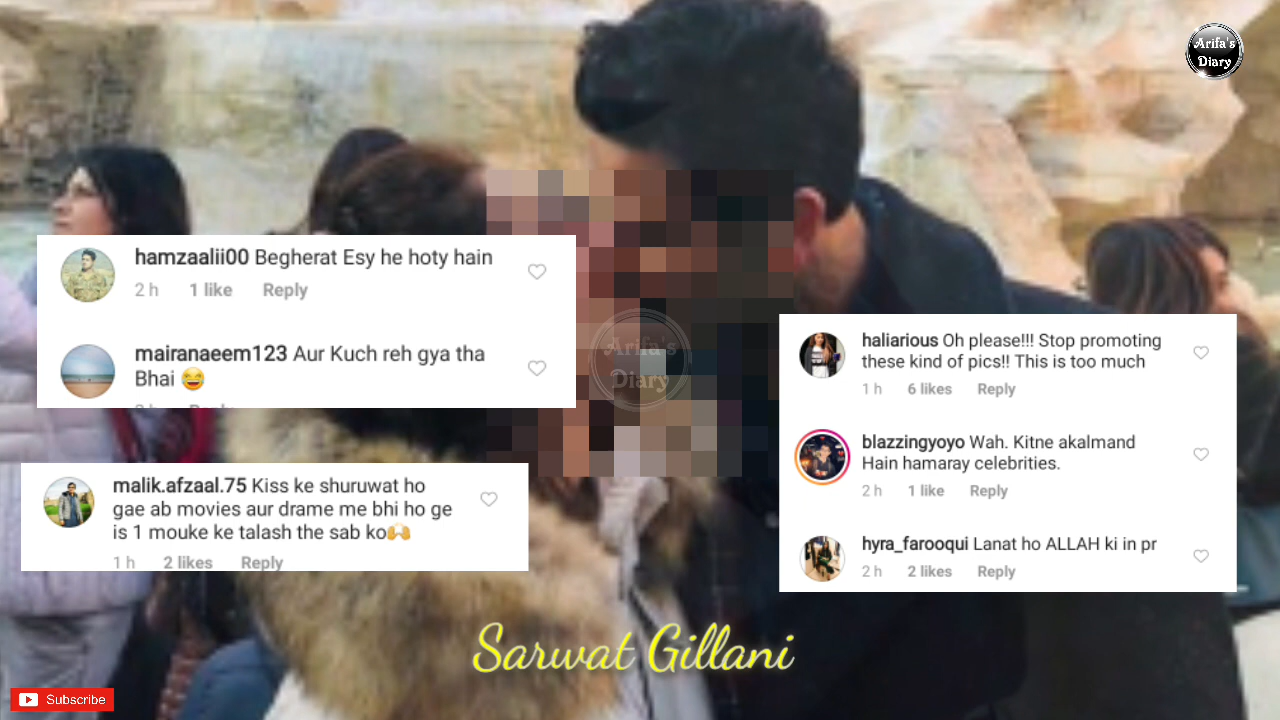 Arifa's
Diary
hamzaalii00 Begherat Esy he hoty hain
2 h 1 like Reply
mairanaeem123 Aur Kuch reh gya tha
Bhai 😂
malik.afzaal.75 Kiss ke shuruwat ho
gae ab movies aur drame me bhi ho ge
is 1 mouke ke talash the sab ko🙌
1 h 2 likes Reply
Arifa's
Diary
haliarious Oh please!!! Stop promoting
these kind of pics!! This is too much
1 h 6 likes Reply
blazzingyoyo Wah. Kitne akalmand
Hain hamaray celebrities.
2 h 1 like Reply
hyra_farooqui Lanat ho ALLAH ki in pr
2 h 2 likes Reply
Sarwat Gillani
Subscribe